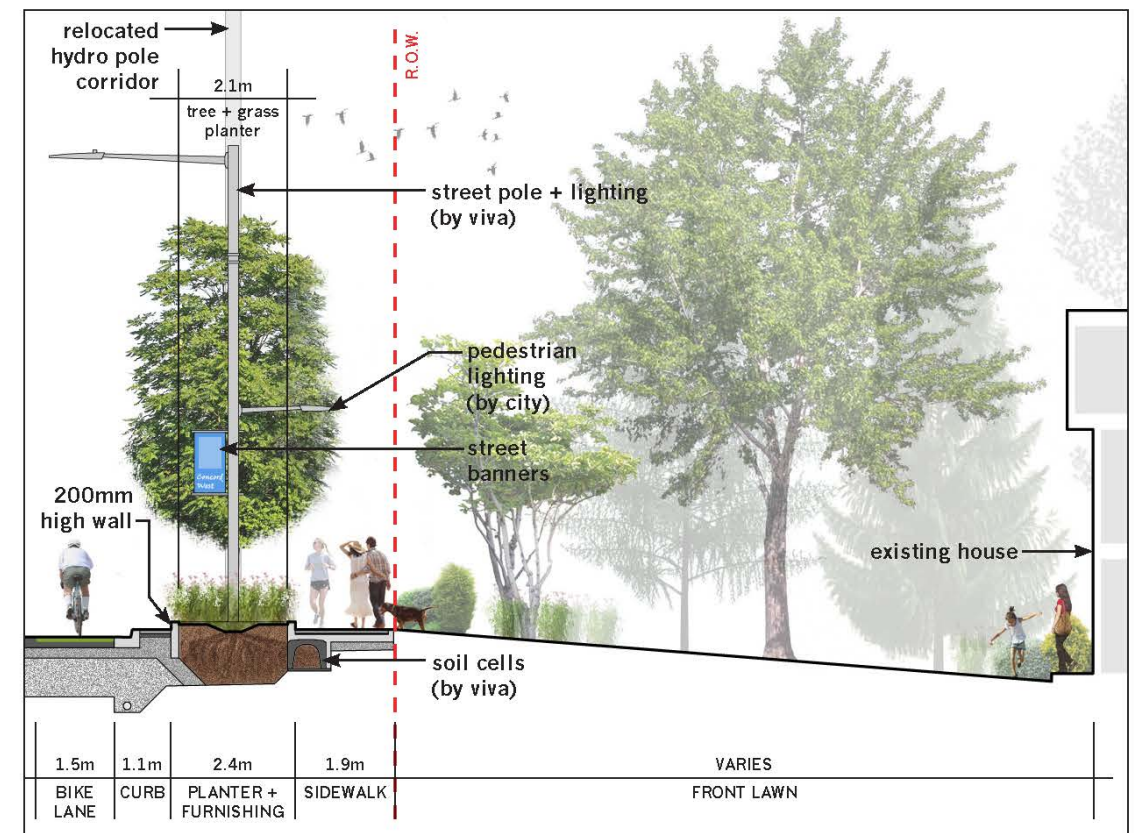 relocated
hydro pole
corridor
R.O.W.
2.1m
tree + grass
planter
street pole + lighting
(by viva)
pedestrian
lighting
(by city)
street
banners
Concord
West
200mm
high wall
existing house
soil cells
(by viva)
1.5m 1.1m 2.4m 1.9m VARIES
BIKE LANE CURB PLANTER + FURNISHING SIDEWALK FRONT LAWN